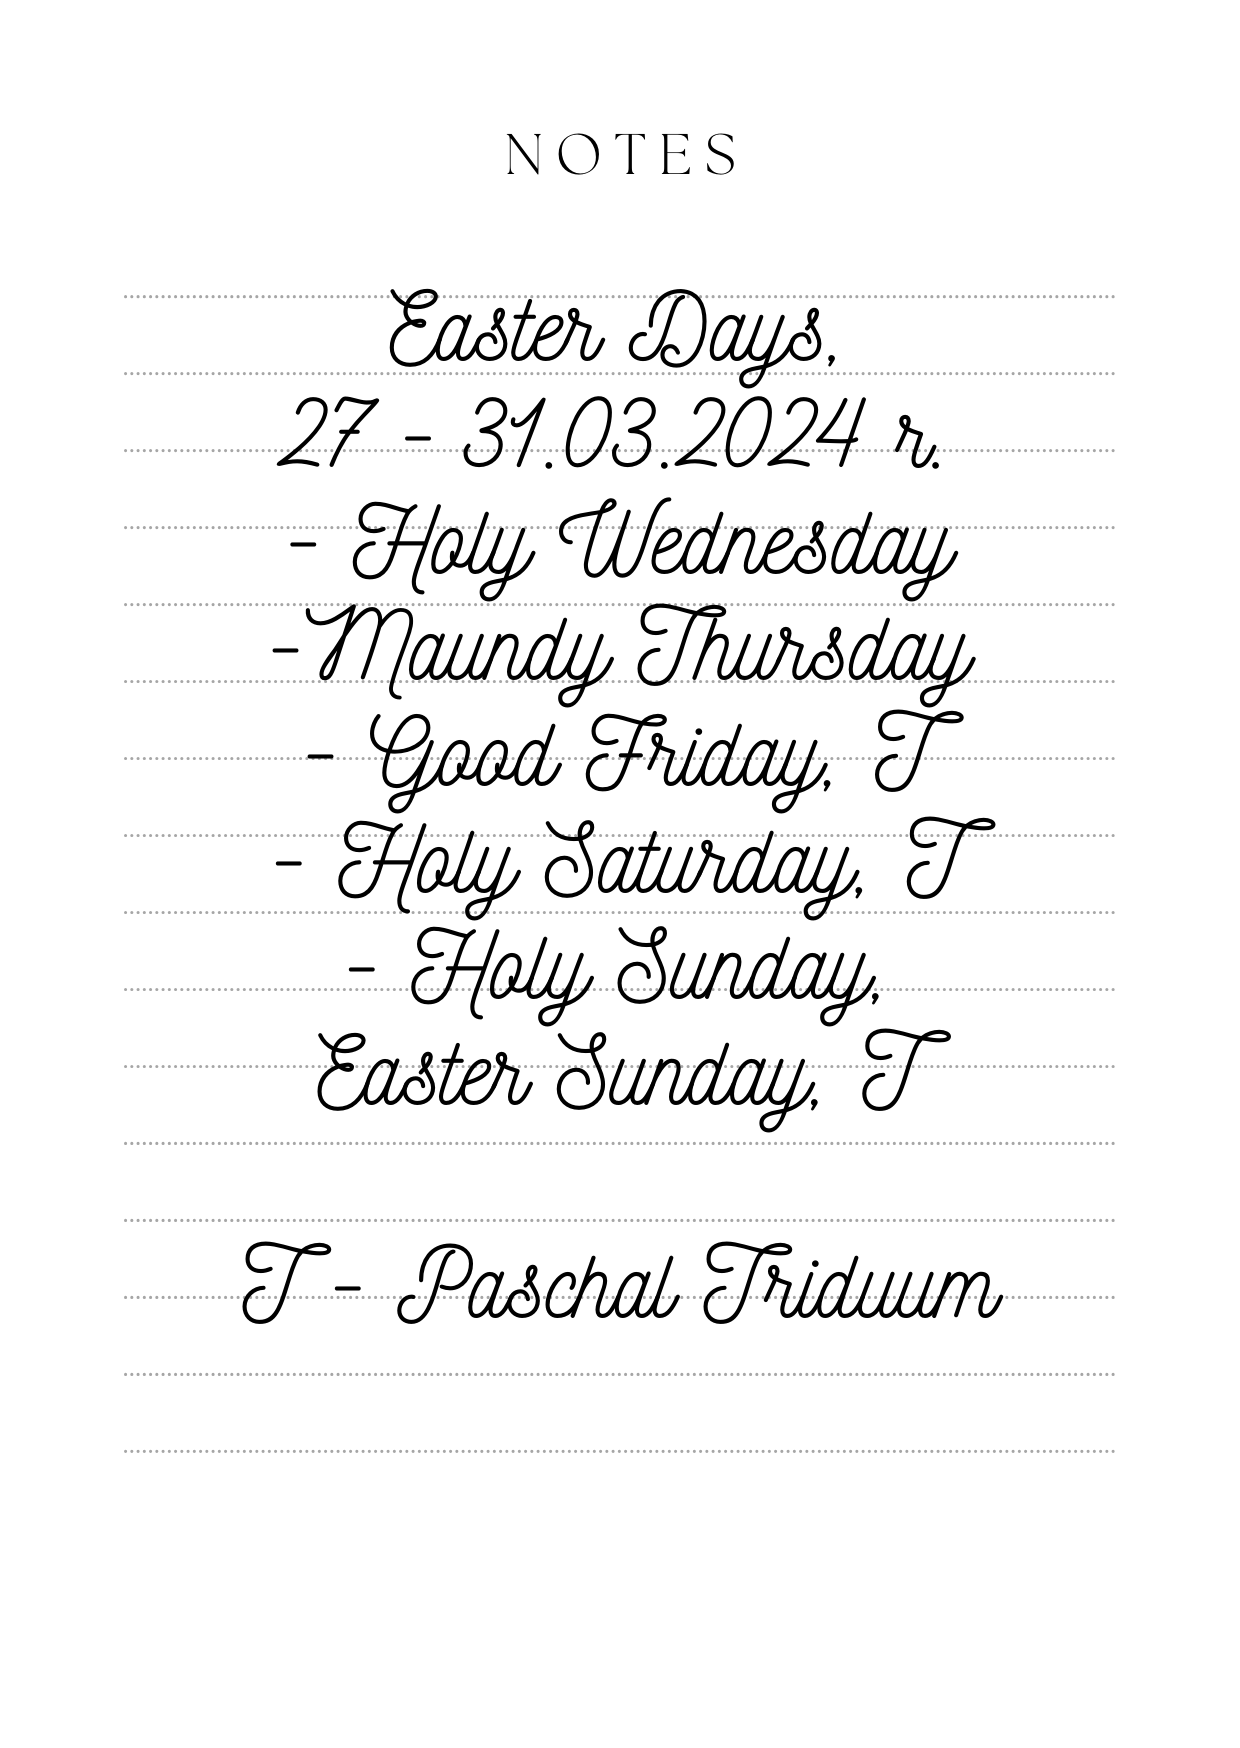 NOTES
Easter Days,
27 - 31.03.2024 r.
- Holy Wednesday
-Maundy Thursday
- Good Friday, T
- Holy Saturday, T
- Holy Sunday,
Easter Sunday, T
T - Paschal Triduum